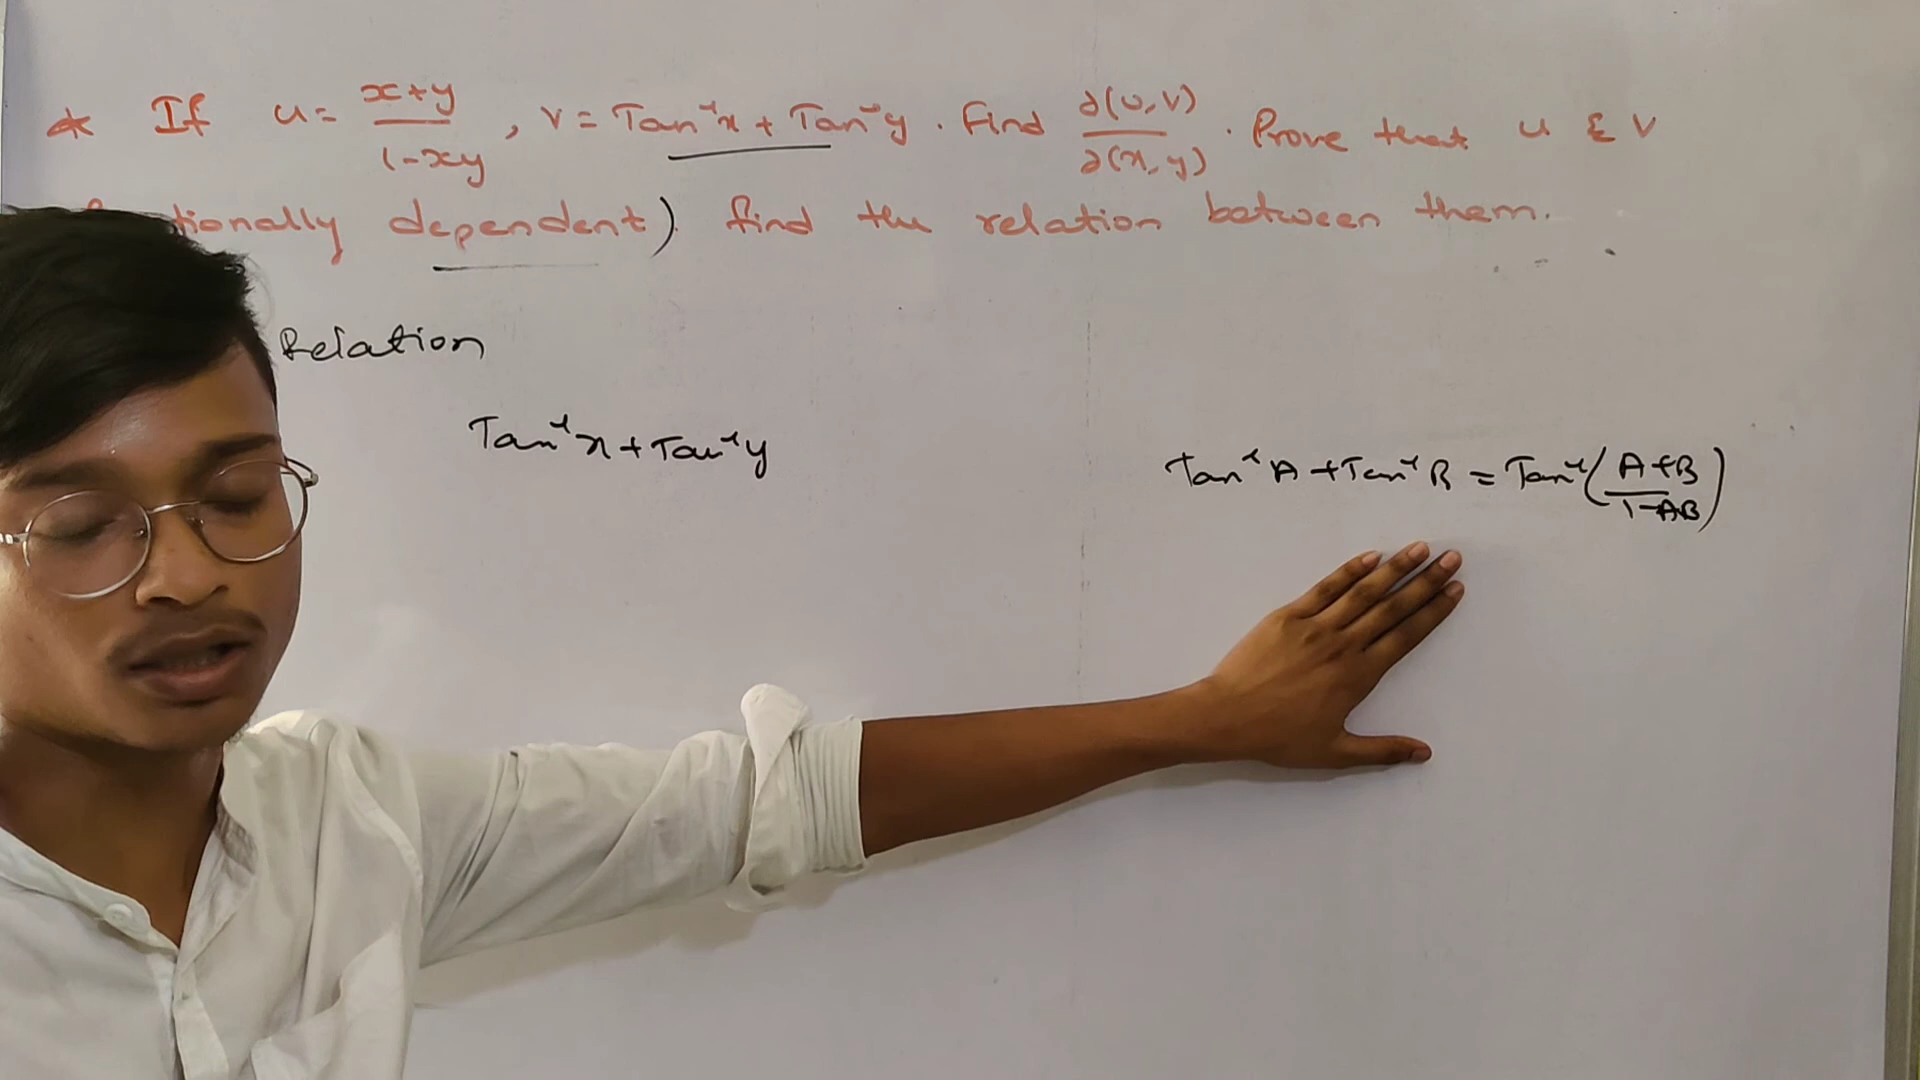 * If u = x+y / 1-xy , v = Tan⁻¹x + Tan⁻¹y . Find ∂(u,v) / ∂(x,y) . Prove that u & v
tionally dependent) find the relation between them.
Relation
Tan⁻¹x + Tan⁻¹y
Tan⁻¹A + Tan⁻¹B = Tan⁻¹(A+B / 1-AB)